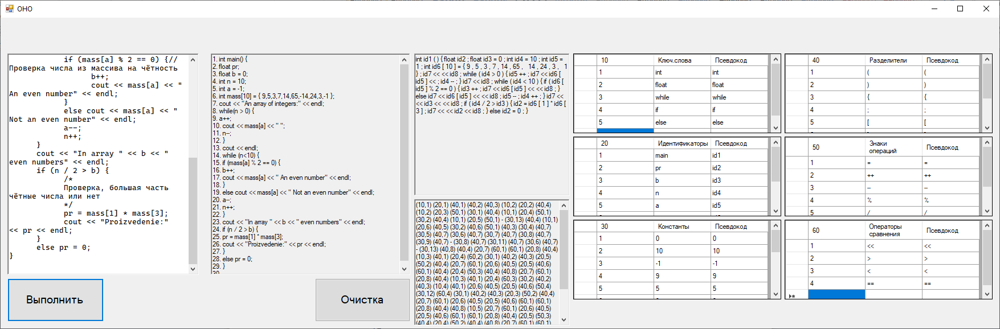 ОНО
if (mass[a] % 2 == 0) {//
Проверка числа из массива на чётность
b++;
cout << mass[a] << "
An even number" << endl;
}
else cout << mass[a] << "
Not an even number" << endl;
a--;
n++;
}
cout << "In array " << b << "
even numbers" << endl;
if (n / 2 > b) {
/*
Проверка, большая часть
чётные числа или нет
*/
pr = mass[1] * mass[3];
cout << "Proizvedenie:"
<< pr << endl;
}
else pr = 0;
}
Выполнить
1. int main() {
2. float pr;
3. float b = 0;
4. int n = 10;
5. int a = -1;
6. int mass[10] = { 9,5,3,7,14,65,-14,24,3,-1 };
7. cout << "An array of integers:" << endl;
8. while(n > 0) {
9. a++;
10. cout << mass[a] << " ";
11. n--;
12. }
13. cout << endl;
14. while (n<10) {
15. if (mass[a] % 2 == 0) {
16. b++;
17. cout << mass[a] << " An even number" << endl;
18. }
19. else cout << mass[a] << " Not an even number" << endl;
20. a--;
21. n++;
22. }
23. cout << "In array " << b << " even numbers" << endl;
24. if (n / 2 > b) {
25. pr = mass[1] * mass[3];
26. cout << "Proizvedenie:" << pr << endl;
27. }
28. else pr = 0;
29. }
30.
Очистка
int id1 ( ) { float id2 ; float id3 = 0 ; int id4 = 10 ; int id5 =
1 ; int id6 [ 10 ] = { 9 , 5 , 3 , 7 , 14 , 65 , 14 , 24 , 3 , 1
} ; id7 << << id8 ; while ( id4 > 0 ) { id5 ++ ; id7 << id6 [
id5 ] << ; id4 -- ; } id7 << id8 ; while ( id4 < 10 ) { if ( id6 [
id5 ] % 2 == 0 ) { id3 ++ ; id7 << id6 [ id5 ] << << id8 ; }
else id7 << id6 [ id5 ] << << id8 ; id5 -- ; id4 ++ ; } id7 <<
<< id3 << << id8 ; if ( id4 / 2 > id3 ) { id2 = id6 [ 1 ] * id6 [
3 ] ; id7 << << id2 << id8 ; } else id2 = 0 ; }
(10,1) (20,1) (40,1) (40,2) (40,3) (10,2) (20,2) (40,4)
(10,2) (20,3) (50,1) (30,1) (40,4) (10,1) (20,4) (50,1)
(30,2) (40,4) (10,1) (20,5) (50,1) - (30,13) (40,4) (10,1)
(20,6) (40,5) (30,2) (40,6) (50,1) (40,3) (30,4) (40,7)
(30,5) (40,7) (30,6) (40,7) (30,7) (40,7) (30,8) (40,7)
(30,9) (40,7) - (30,8) (40,7) (30,11) (40,7) (30,6) (40,7)
- (30,13) (40,8) (40,4) (20,7) (60,1) (60,1) (20,8) (40,4)
(10,3) (40,1) (20,4) (60,2) (30,1) (40,2) (40,3) (20,5)
(50,2) (40,4) (20,7) (60,1) (20,6) (40,5) (20,5) (40,6)
(60,1) (40,4) (20,4) (50,3) (40,4) (40,8) (20,7) (60,1)
(20,8) (40,4) (10,3) (40,1) (20,4) (60,3) (30,2) (40,2)
(40,3) (10,4) (40,1) (20,6) (40,5) (20,5) (40,6) (50,4)
(30,12) (60,4) (30,1) (40,2) (40,3) (20,3) (50,2) (40,4)
(20,7) (60,1) (20,6) (40,5) (20,5) (40,6) (60,1) (60,1)
(20,8) (40,4) (40,8) (10,5) (20,7) (60,1) (20,6) (40,5)
(20,5) (40,6) (60,1) (60,1) (20,8) (40,4) (20,5) (50,3)
(40,4) (20,4) (50,2) (40,4) (40,8) (20,7) (60,1) (60,1)
10 Ключ.слова Псевдокод
1 int int
2 float float
3 while while
4 if if
5 else else
20 Идентификаторы Псевдокод
1 main id1
2 pr id2
3 b id3
4 n id4
5 a id5
30 Константы Псевдокод
1 0 0
2 10 10
3 -1 -1
4 9 9
5 5 5
40 Разделители Псевдокод
1 ( (
2 ) )
3 { {
4 ; ;
5 [ [
50 Знаки операций Псевдокод
1 = =
2 ++ ++
3 -- --
4 % %
5 / /
60 Операторы сравнения Псевдокод
1 << <<
2 > >
3 < <
4 == ==